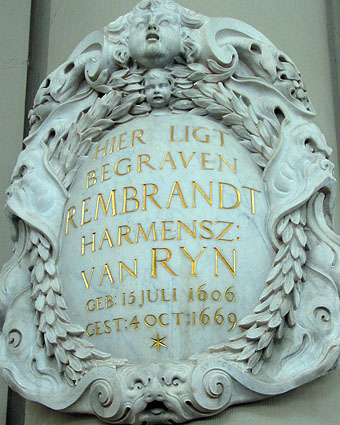 HIER LIGT
BEGRAVEN
REMBRANDT
HARMENSZ:
VAN RYN
GEB: 15 JULI 1606
GEST: 4 OCT: 1669